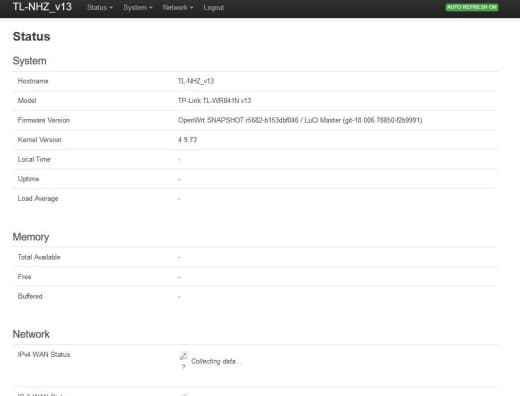 TL-NHZ_v13 Status System Network Logout AUTO REFRESH ON
Status
System
Hostname TL-NHZ_v13
Model TP-Link TL-WR841N v13
Firmware Version OpenWrt SNAPSHOT r5682-b153dbf046 / LuCI Master (git-18.006.78850-f2b9991)
Kernel Version 4.9.73
Local Time -
Uptime -
Load Average -
Memory
Total Available -
Free -
Buffered -
Network
IPv4 WAN Status Collecting data...
?